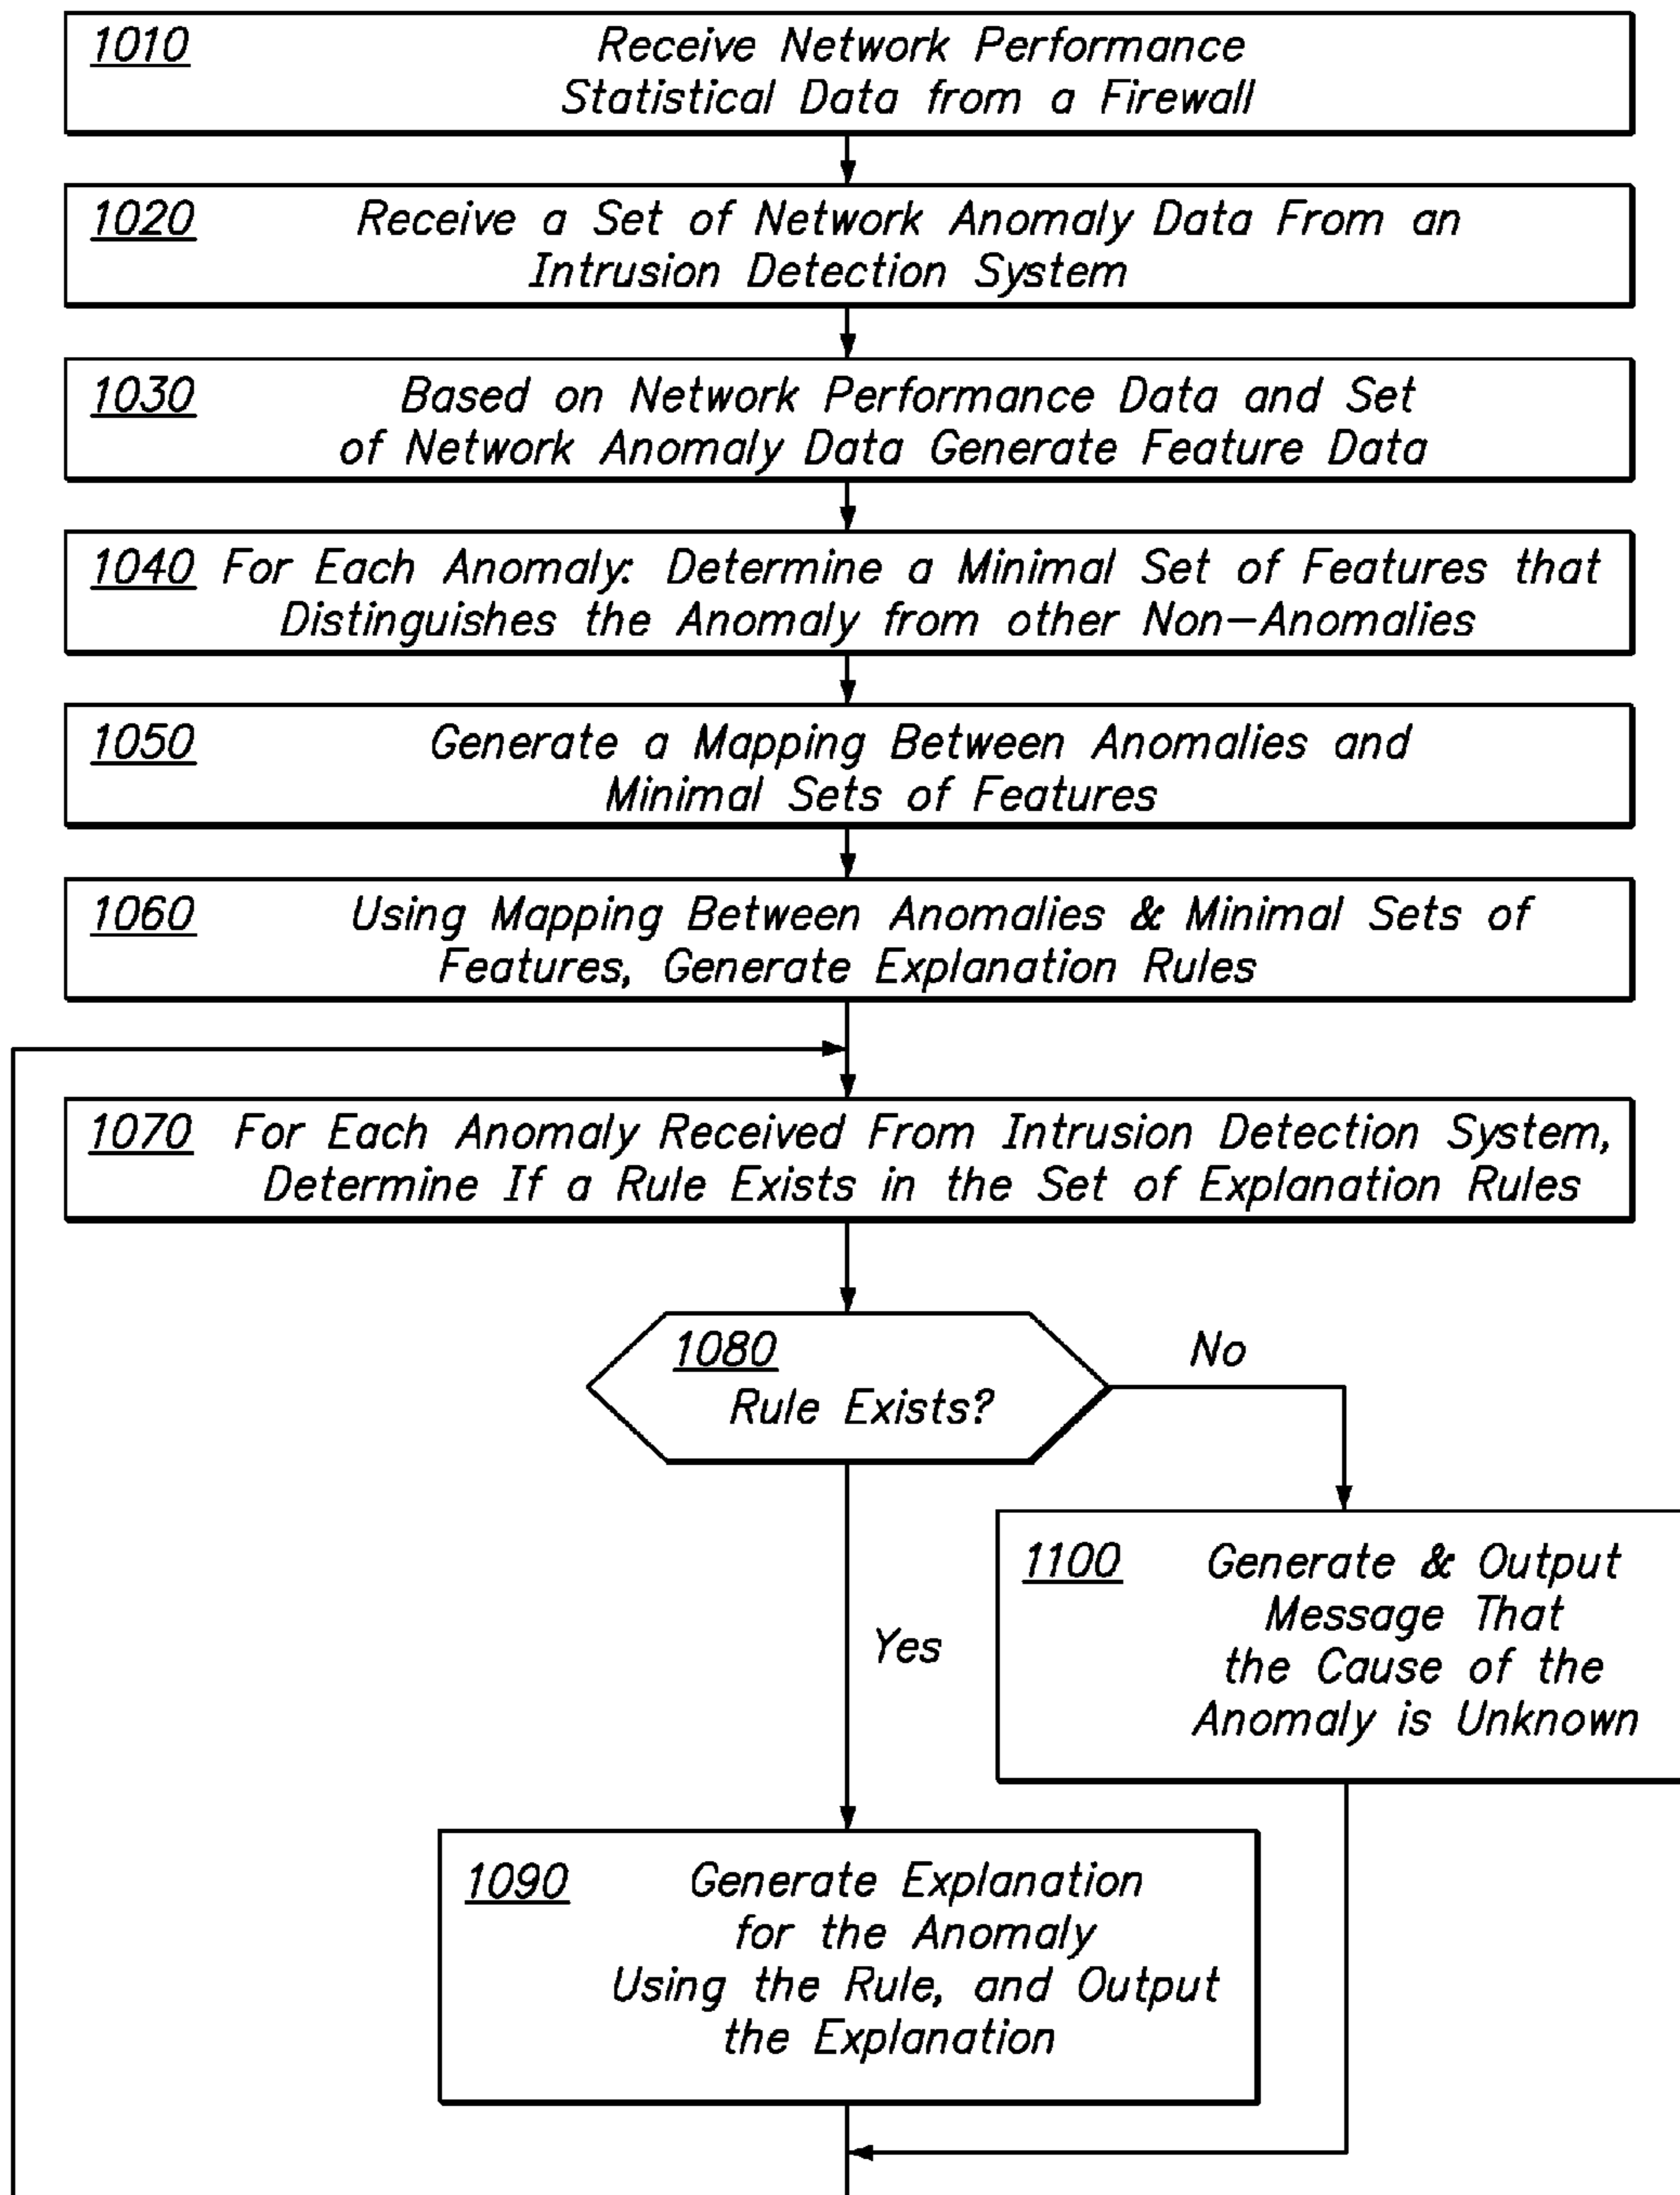 1010 Receive Network Performance
Statistical Data from a Firewall
1020 Receive a Set of Network Anomaly Data From an
Intrusion Detection System
1030 Based on Network Performance Data and Set
of Network Anomaly Data Generate Feature Data
1040 For Each Anomaly: Determine a Minimal Set of Features that
Distinguishes the Anomaly from other Non-Anomalies
1050 Generate a Mapping Between Anomalies and
Minimal Sets of Features
1060 Using Mapping Between Anomalies & Minimal Sets of
Features, Generate Explanation Rules
1070 For Each Anomaly Received From Intrusion Detection System,
Determine If a Rule Exists in the Set of Explanation Rules
1080
Rule Exists?
No
1100 Generate & Output
Message That
the Cause of the
Anomaly is Unknown
Yes
1090 Generate Explanation
for the Anomaly
Using the Rule, and Output
the Explanation